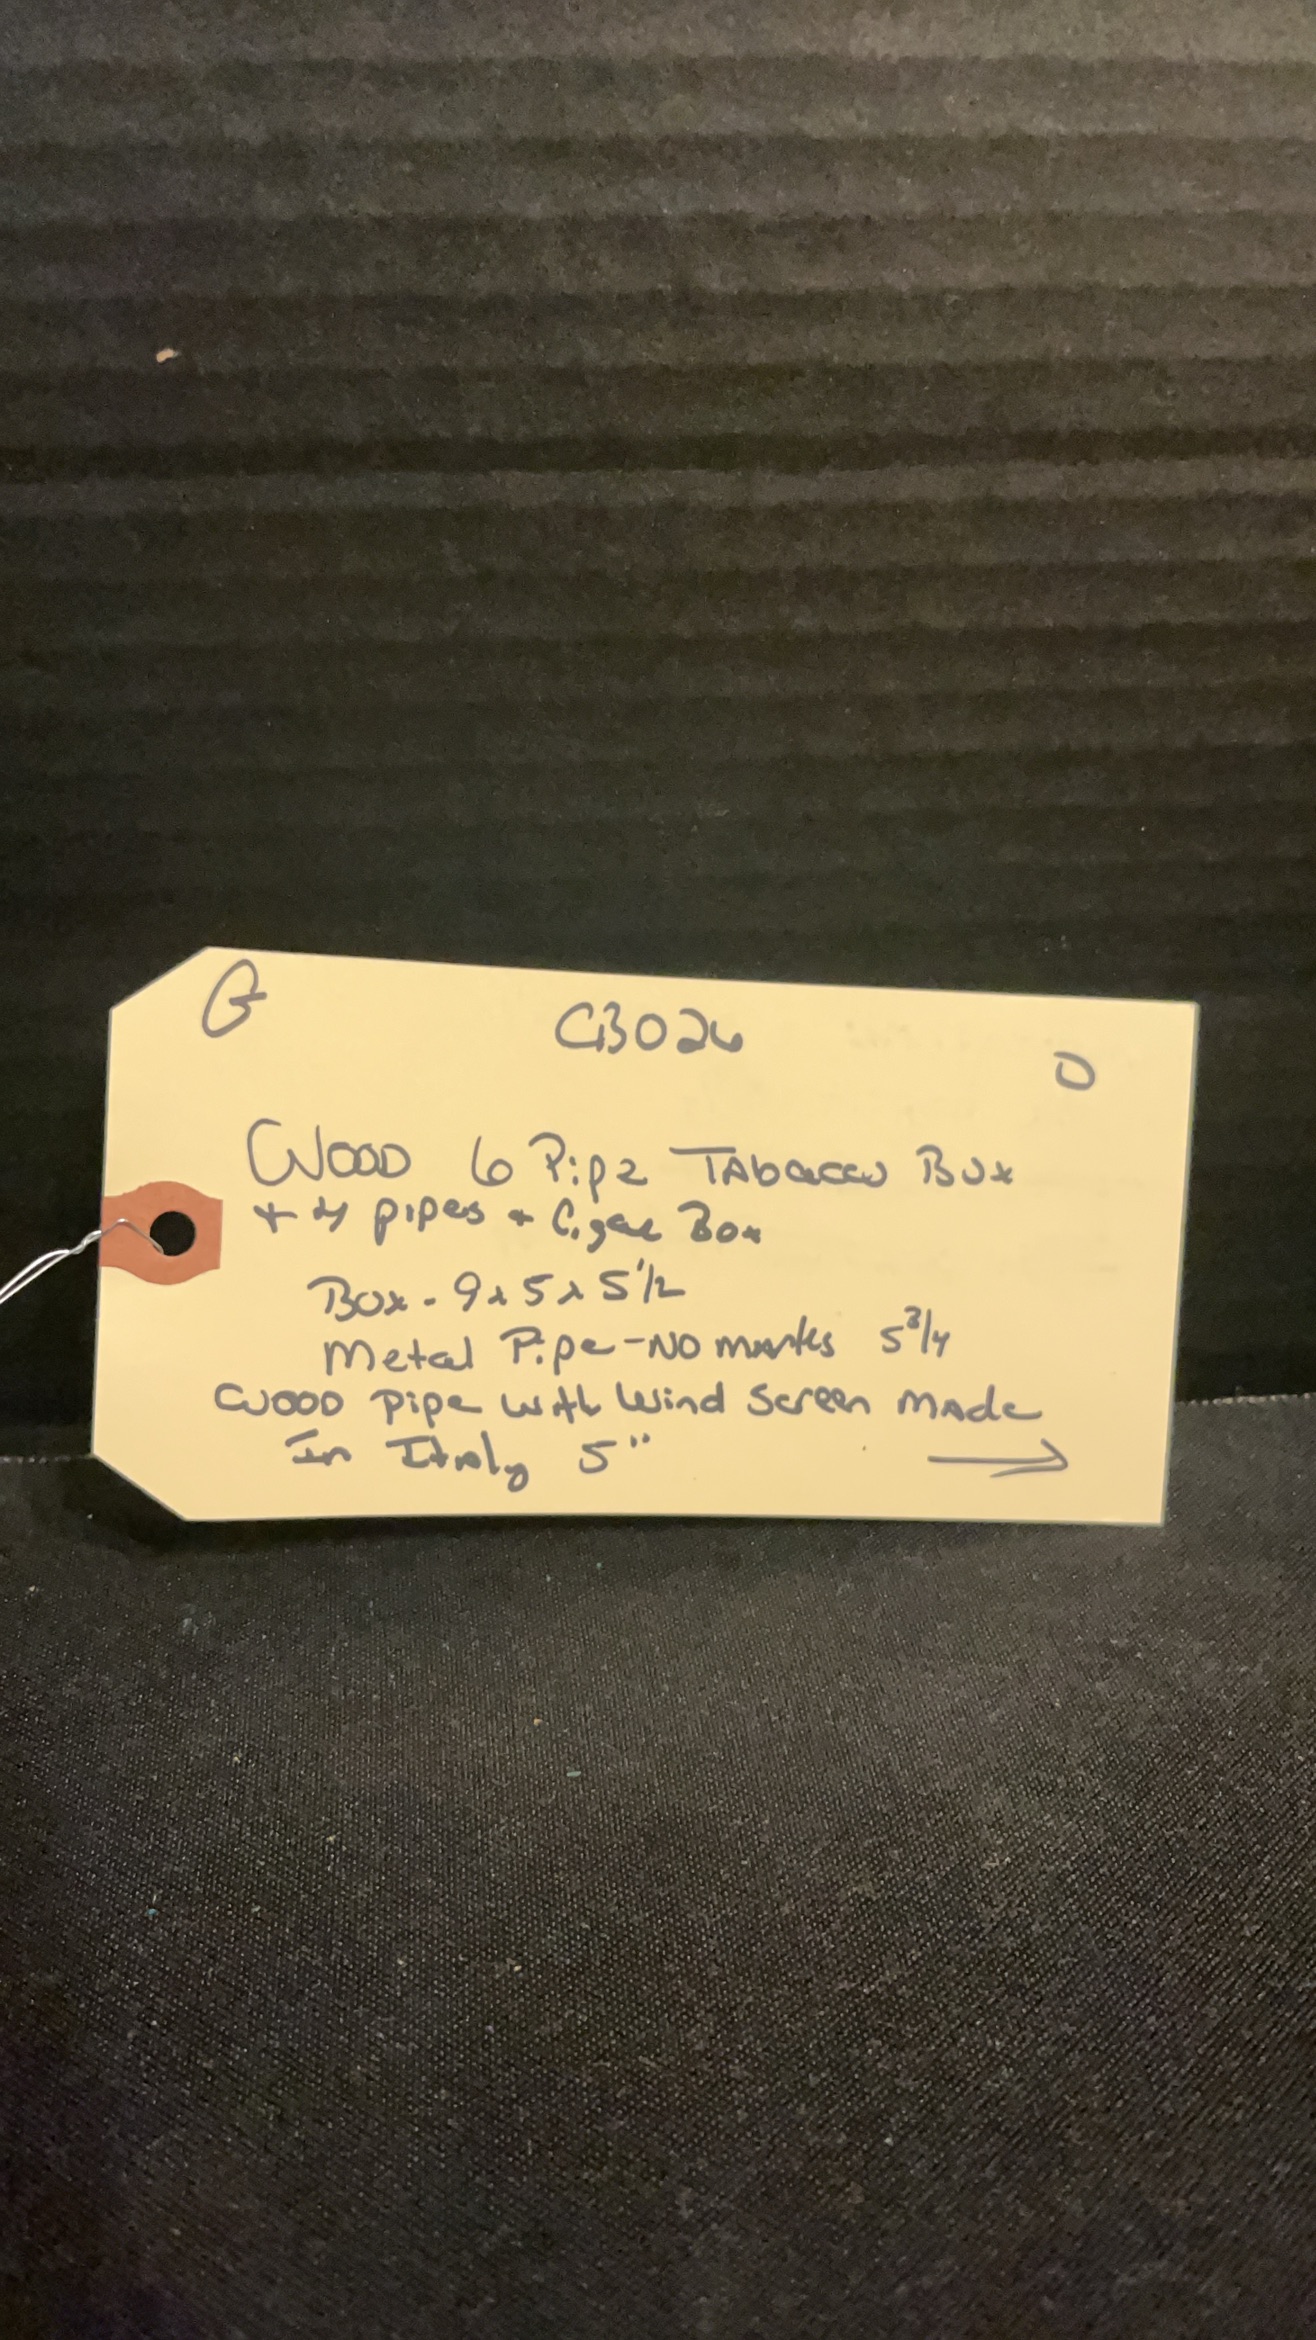 G
GB026
D
Wood 6 Pipe Tabacco Box
+ 4 pipes + Cigar Box
Box - 9 x 5 x 5 1/2
Metal Pipe - No marks 5 3/4
Wood pipe with Wind Screen Made
In Italy 5"
→